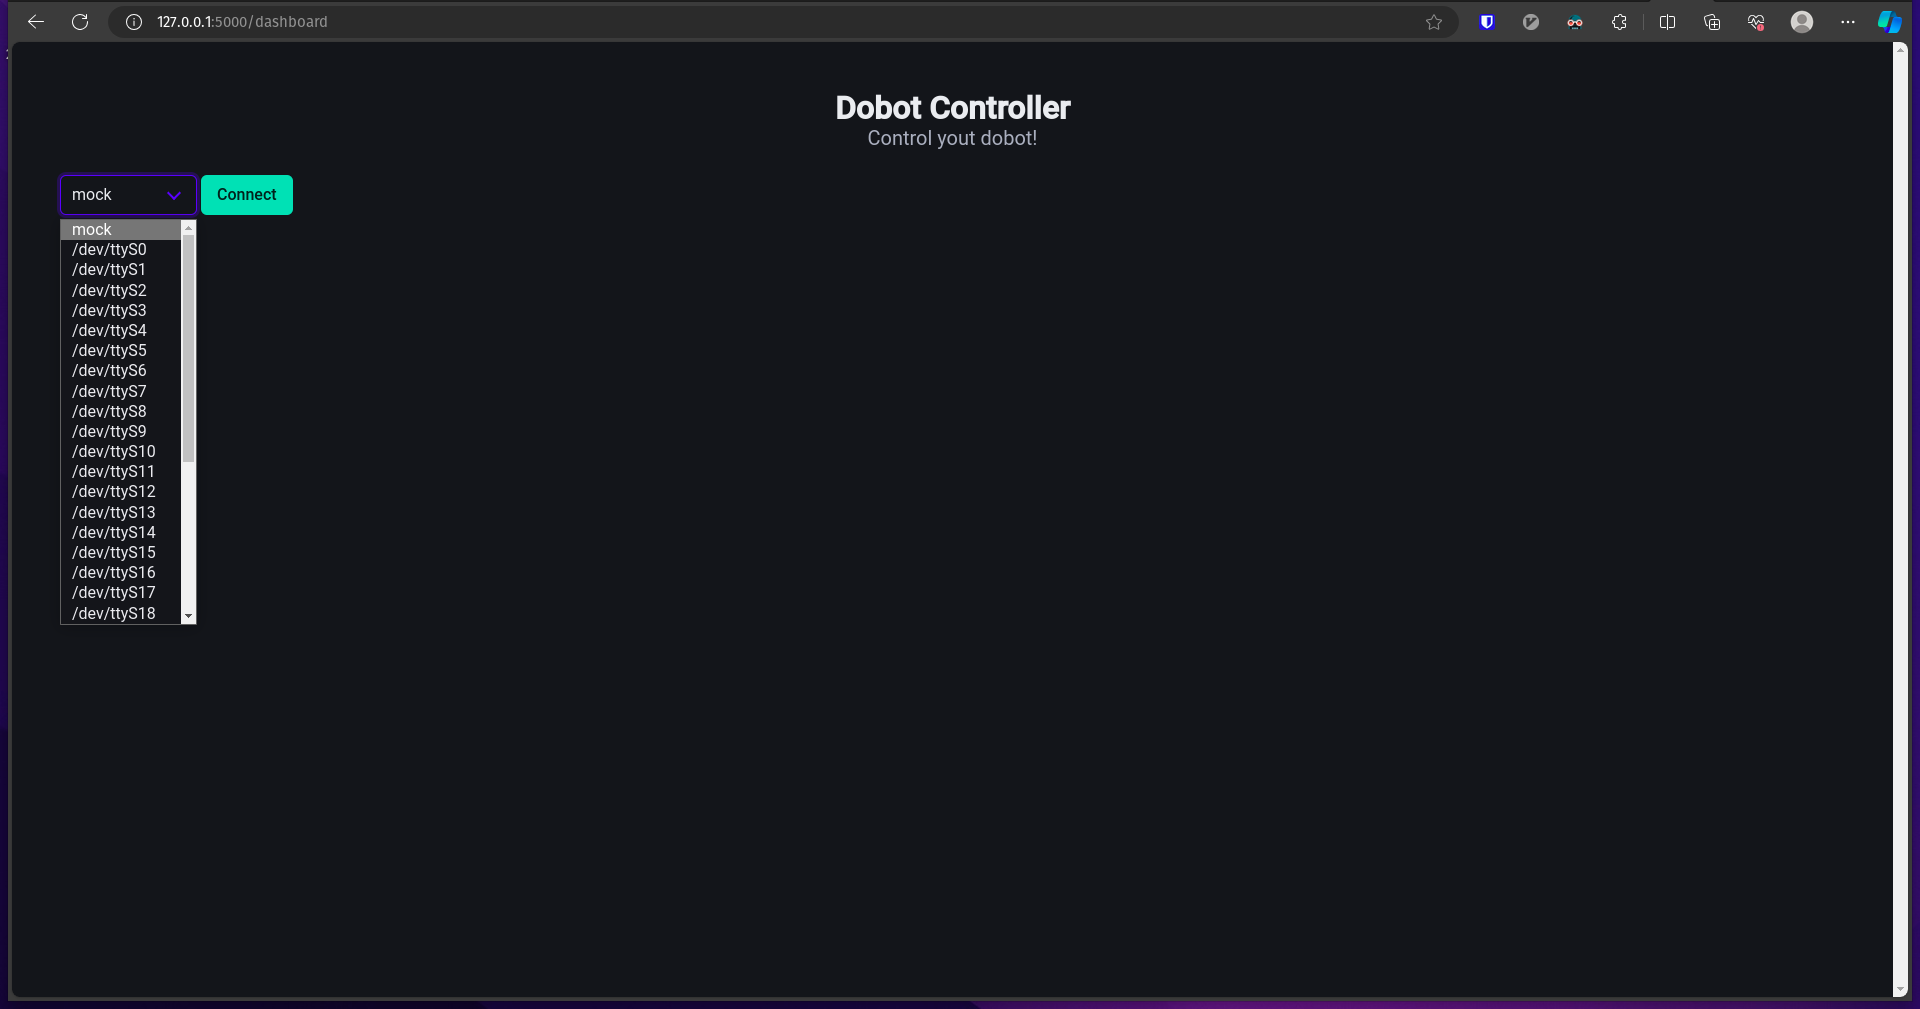 127.0.0.1:5000/dashboard
Dobot Controller
Control yout dobot!
mock
Connect
mock
/dev/ttyS0
/dev/ttyS1
/dev/ttyS2
/dev/ttyS3
/dev/ttyS4
/dev/ttyS5
/dev/ttyS6
/dev/ttyS7
/dev/ttyS8
/dev/ttyS9
/dev/ttyS10
/dev/ttyS11
/dev/ttyS12
/dev/ttyS13
/dev/ttyS14
/dev/ttyS15
/dev/ttyS16
/dev/ttyS17
/dev/ttyS18